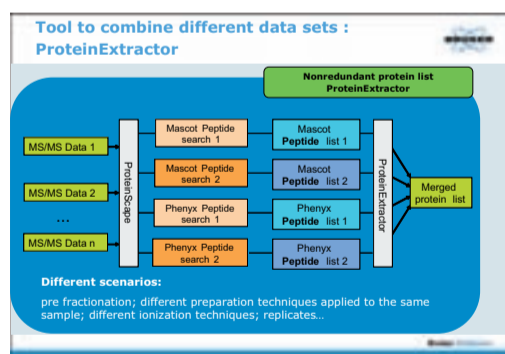 Tool to combine different data sets :
ProteinExtractor
Nonredundant protein list
ProteinExtractor
MS/MS Data 1
MS/MS Data 2
...
MS/MS Data n
ProteinScape
Mascot Peptide
search 1
Mascot Peptide
search 2
Phenyx Peptide
search 1
Phenyx Peptide
search 2
Mascot
Peptide list 1
Mascot
Peptide list 2
Phenyx
Peptide list 1
Phenyx
Peptide list 2
ProteinExtractor
Merged
protein list
Different scenarios:
pre fractionation; different preparation techniques applied to the same
sample; different ionization techniques; replicates...